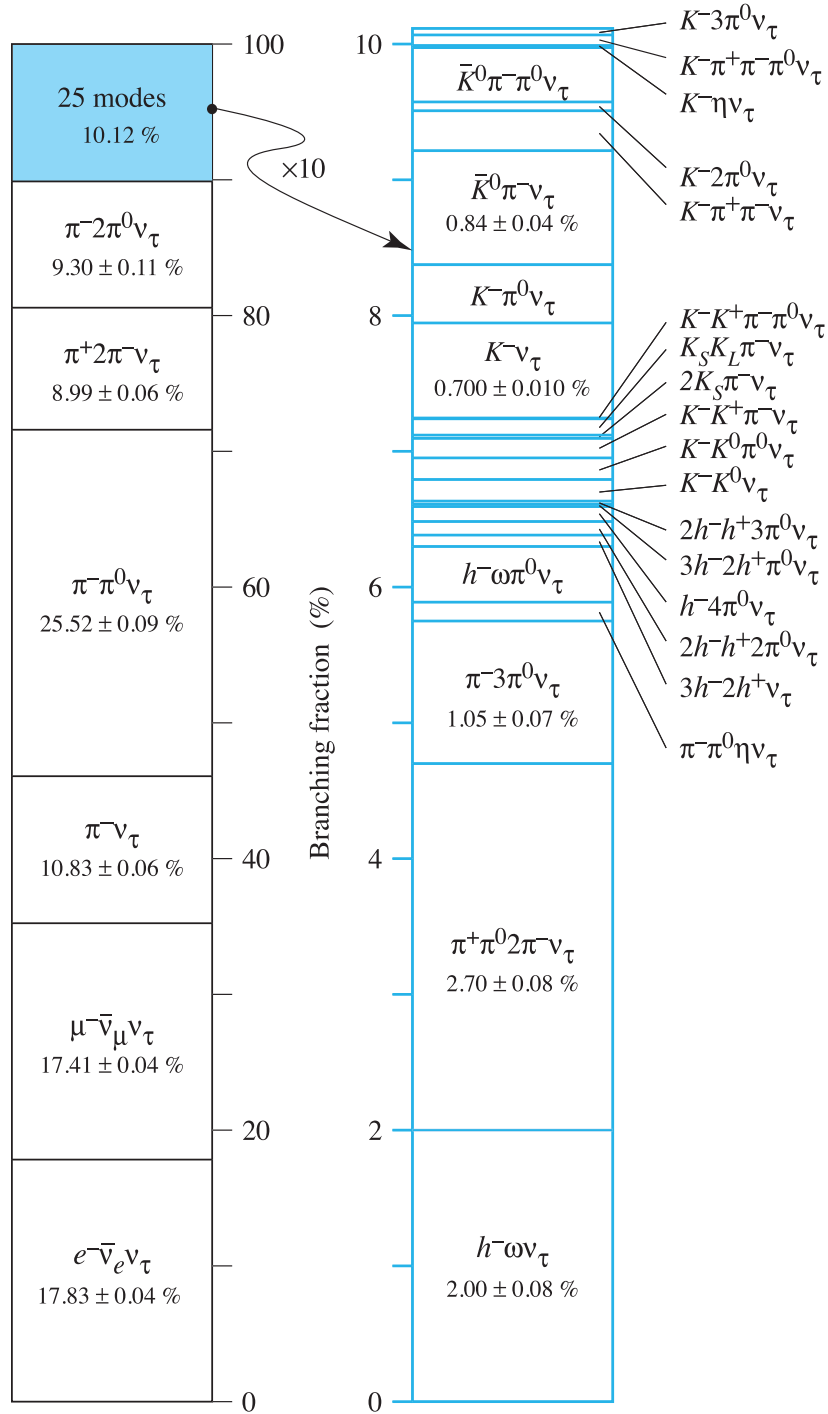 25 modes
10.12 %
π⁻2π⁰ν_τ
9.30 ± 0.11 %
π⁺2π⁻ν_τ
8.99 ± 0.06 %
π⁻π⁰ν_τ
25.52 ± 0.09 %
π⁻ν_τ
10.83 ± 0.06 %
μ⁻ν̄_μν_τ
17.41 ± 0.04 %
e⁻ν̄_eν_τ
17.83 ± 0.04 %
100
80
60
40
20
0
×10
Branching fraction (%)
10
8
6
4
2
0
K̄⁰π⁻π⁰ν_τ
K̄⁰π⁻ν_τ
0.84 ± 0.04 %
K⁻π⁰ν_τ
K⁻ν_τ
0.700 ± 0.010 %
h⁻ωπ⁰ν_τ
π⁻3π⁰ν_τ
1.05 ± 0.07 %
π⁺π⁰2π⁻ν_τ
2.70 ± 0.08 %
h⁻ων_τ
2.00 ± 0.08 %
K⁻3π⁰ν_τ
K⁻π⁺π⁻π⁰ν_τ
K⁻ην_τ
K⁻2π⁰ν_τ
K⁻π⁺π⁻ν_τ
K⁻K⁺π⁻π⁰ν_τ
K_SK_Lπ⁻ν_τ
2K_Sπ⁻ν_τ
K⁻K⁺π⁻ν_τ
K⁻K⁰π⁰ν_τ
K⁻K⁰ν_τ
2h⁻h⁺3π⁰ν_τ
3h⁻2h⁺π⁰ν_τ
h⁻4π⁰ν_τ
2h⁻h⁺2π⁰ν_τ
3h⁻2h⁺ν_τ
π⁻π⁰ην_τ